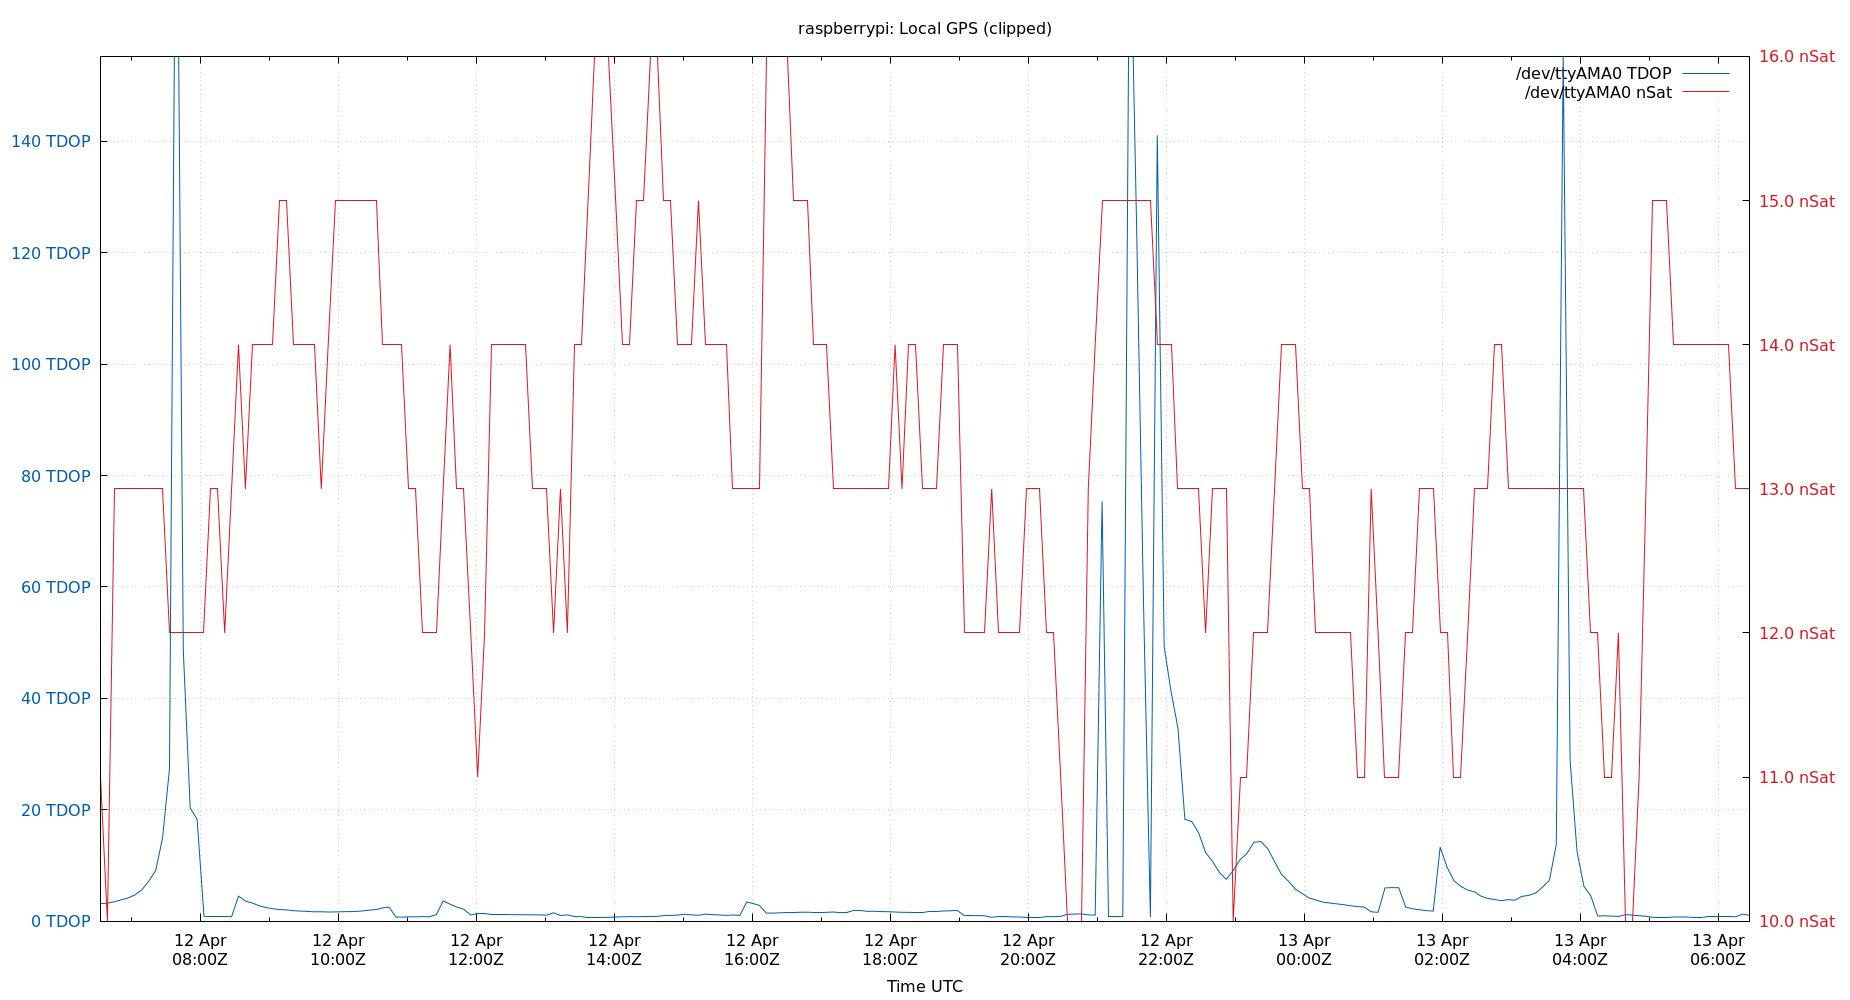 raspberrypi: Local GPS (clipped)
/dev/ttyAMA0 TDOP
/dev/ttyAMA0 nSat
140 TDOP
120 TDOP
100 TDOP
80 TDOP
60 TDOP
40 TDOP
20 TDOP
0 TDOP
16.0 nSat
15.0 nSat
14.0 nSat
13.0 nSat
12.0 nSat
11.0 nSat
10.0 nSat
12 Apr
08:00Z
12 Apr
10:00Z
12 Apr
12:00Z
12 Apr
14:00Z
12 Apr
16:00Z
12 Apr
18:00Z
12 Apr
20:00Z
12 Apr
22:00Z
13 Apr
00:00Z
13 Apr
02:00Z
13 Apr
04:00Z
13 Apr
06:00Z
Time UTC